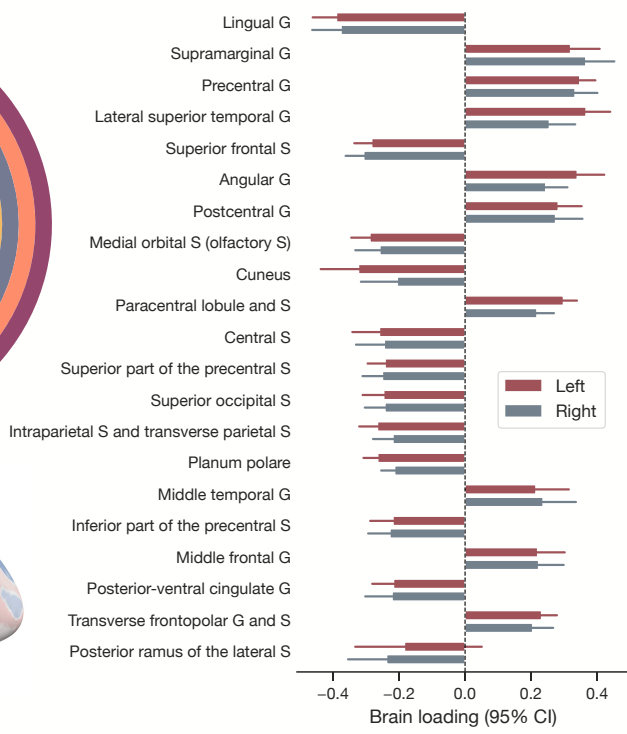 Lingual G
Supramarginal G
Precentral G
Lateral superior temporal G
Superior frontal S
Angular G
Postcentral G
Medial orbital S (olfactory S)
Cuneus
Paracentral lobule and S
Central S
Superior part of the precentral S
Superior occipital S
Intraparietal S and transverse parietal S
Planum polare
Middle temporal G
Inferior part of the precentral S
Middle frontal G
Posterior-ventral cingulate G
Transverse frontopolar G and S
Posterior ramus of the lateral S
Left
Right
−0.4 −0.2 0.0 0.2 0.4
Brain loading (95% CI)